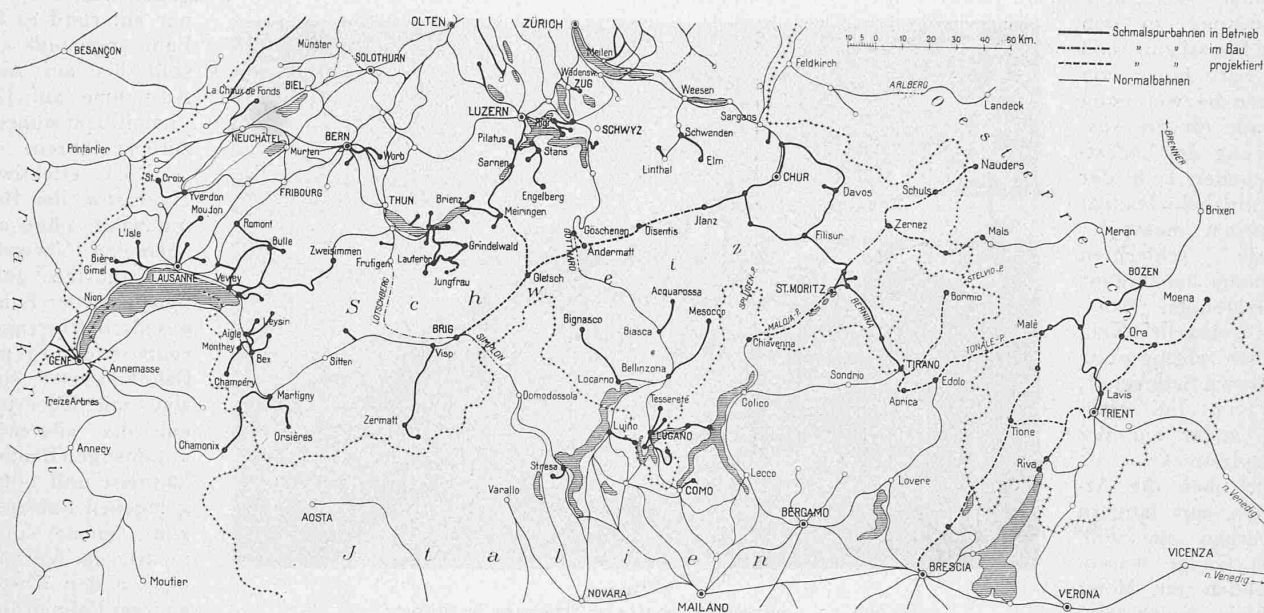 Schmalspurbahnen in Betrieb
" " im Bau
" " projektiert
Normalbahnen
10 0 10 20 30 40 50 Km.
BESANÇON
Münster
SOLOTHURN
OLTEN
ZÜRICH
Meilen
Wädensw.
ZUG
Weesen
Feldkirch
ARLBERG
Landeck
La Chaux de Fonds
BIEL
LUZERN
Rigi
SCHWYZ
Sargans
Schwanden
Elm
Linthal
Pontarlier
NEUCHÂTEL
BERN
Murten
Worb
Pilatus
Stans
Sarnen
Engelberg
CHUR
Davos
Nauders
Schuls
BRENNER
Brixen
St. Croix
Yverdon
Moudon
FRIBOURG
THUN
Brienz
Meiringen
Göschenen
Andermatt
GOTTHARD
Disentis
Jlanz
Filisur
Zernez
Mals
Meran
L'Isle
Romont
Bulle
Zweisimmen
Frutigen
Lauterbr.
Grindelwald
Jungfrau
Gletsch
Bière
Gimel
LAUSANNE
Vevey
LÖTSCHBERG
Nion
Acquarossa
Mesocco
SPLÜGEN-P.
ST. MORITZ
MALOJA-P.
BERNINA
STELVIO-P.
Bormio
BOZEN
Moena
Ora
Leysin
Aigle
Monthey
Bex
Champéry
Sitten
Visp
BRIG
SIMPLON
Bignasco
Biasca
Bellinzona
Chiavenna
TIRANO
TONALE-P.
Malè
GENF
Annemasse
TreizeArbres
Martigny
Orsières
Zermatt
Domodossola
Locarno
Tesserete
Colico
Sondrio
Aprica
Edolo
Lavis
TRIENT
Chamonix
Annecy
Lujno
LUGANO
Tione
Riva
Stresa
Varallo
COMO
Lecco
Lovere
n. Venedig
AOSTA
BERGAMO
Moutier
NOVARA
MAILAND
BRESCIA
VERONA
VICENZA
n. Venedig
Frankreich
Schweiz
Oesterreich
Jtalien